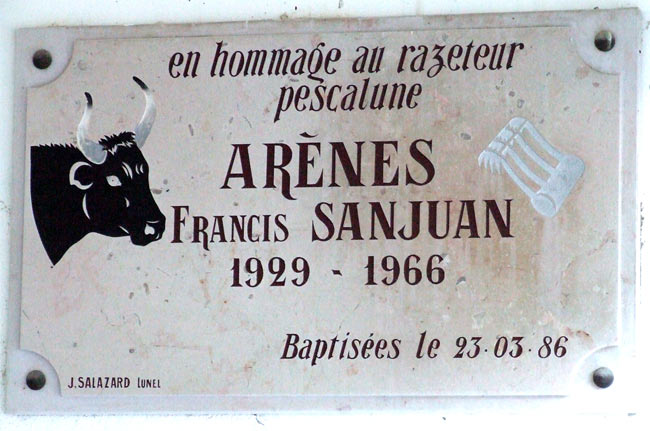 en hommage au razeteur
pescalune
ARÈNES
FRANCIS SANJUAN
1929 - 1966
Baptisées le 23·03·86
J. SALAZARD LUNEL